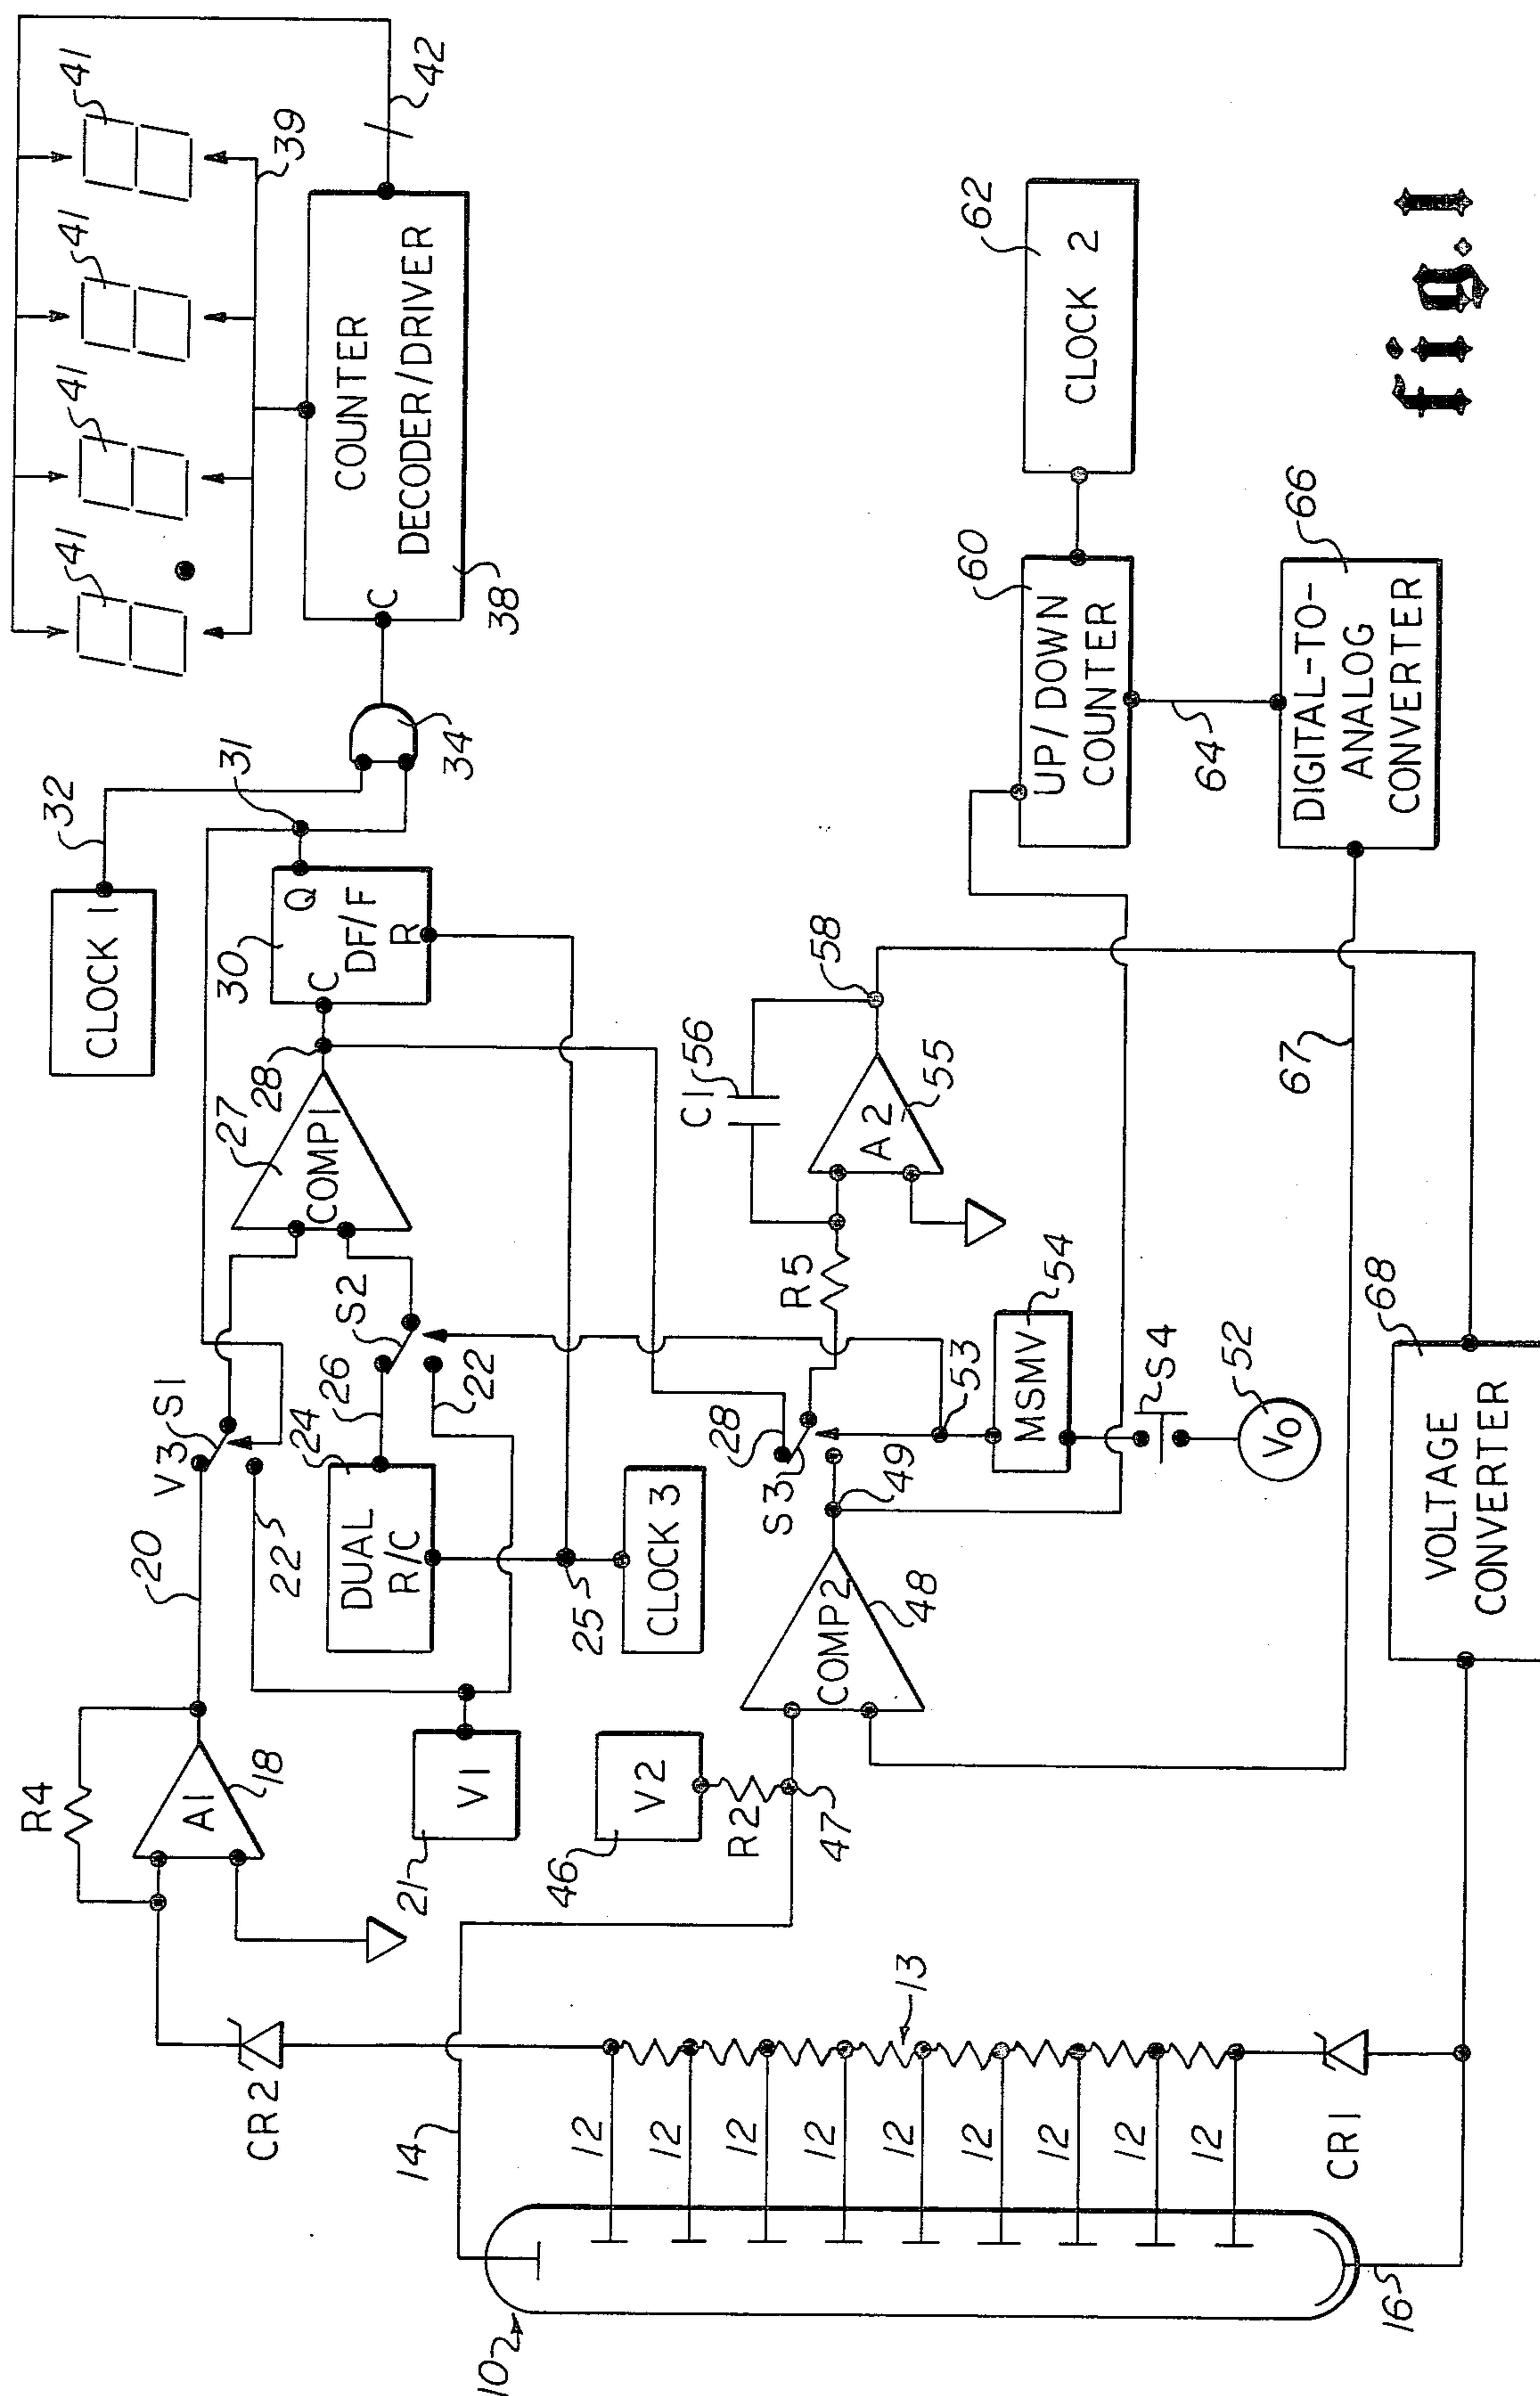 42
41
41
41
41
39
COUNTER
DECODER/DRIVER
C
38
34
31
32
CLOCK 1
Q
DF/F
R
C
30
28
27
COMP1
S2
26
22
24
DUAL
R/C
25
CLOCK 3
V3
S1
22
20
R4
A1
18
V1
21
V2
46
R2
47
COMP2
48
49
S3
28
53
MSMV
54
S4
V0
52
R5
C1
56
A2
55
58
60
UP/DOWN
COUNTER
62
CLOCK 2
64
DIGITAL-TO-
ANALOG
CONVERTER
66
67
68
VOLTAGE
CONVERTER
CR2
14
13
12
12
12
12
12
12
12
12
12
CR1
10
16
fig.1